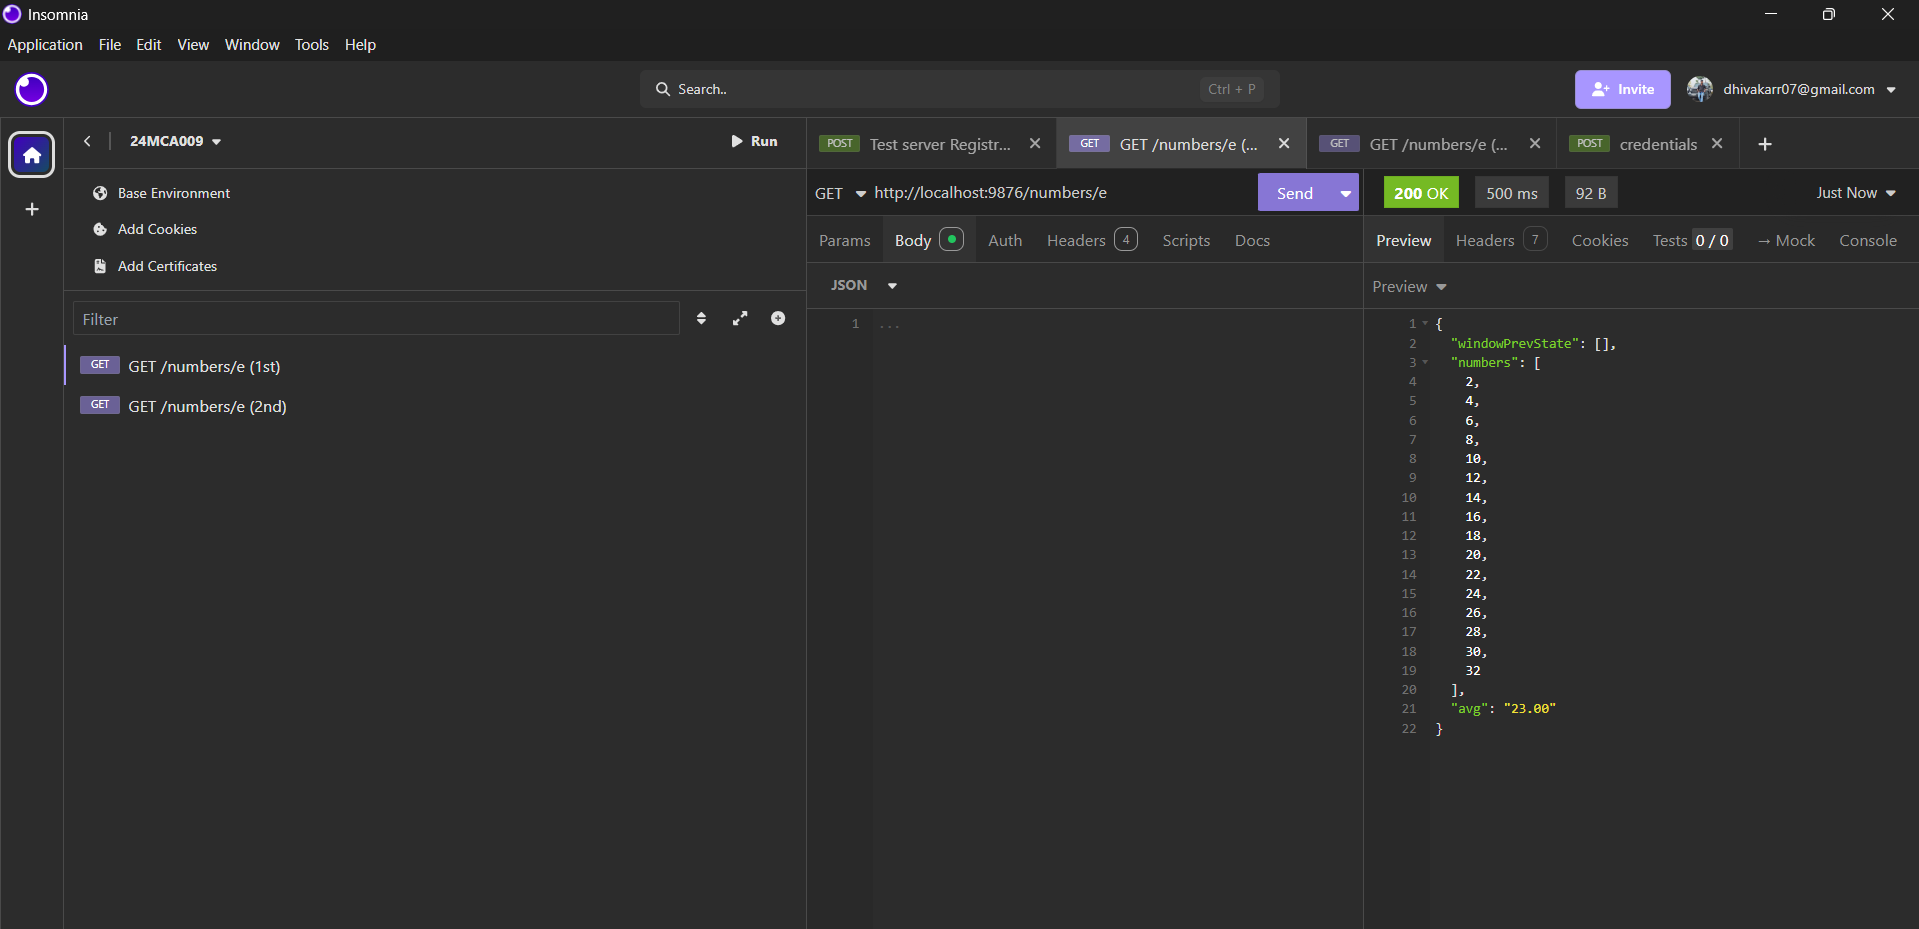 Insomnia
Application File Edit View Window Tools Help
Search.. Ctrl + P
Invite
dhivakarr07@gmail.com
24MCA009
Run
Base Environment
Add Cookies
Add Certificates
Filter
GET GET /numbers/e (1st)
GET GET /numbers/e (2nd)
POST Test server Registr...
GET GET /numbers/e (...
GET GET /numbers/e (...
POST credentials
GET http://localhost:9876/numbers/e
Send
Params Body Auth Headers 4 Scripts Docs
JSON
1 ...
200 OK 500 ms 92 B Just Now
Preview Headers 7 Cookies Tests 0 / 0 → Mock Console
Preview
1 {
2 "windowPrevState": [],
3 "numbers": [
4 2,
5 4,
6 6,
7 8,
8 10,
9 12,
10 14,
11 16,
12 18,
13 20,
14 22,
15 24,
16 26,
17 28,
18 30,
19 32
20 ],
21 "avg": "23.00"
22 }